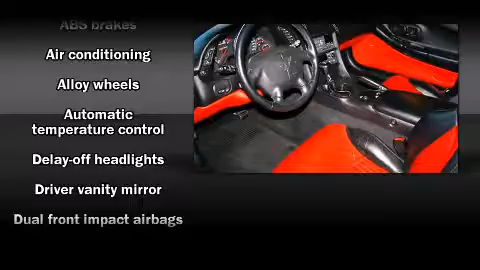 ABS brakes
Air conditioning
Alloy wheels
Automatic
temperature control
Delay-off headlights
Driver vanity mirror
Dual front impact airbags